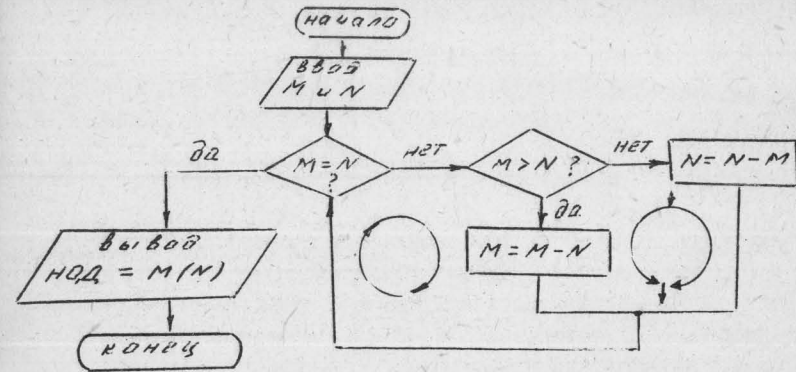 начало
ввод
M и N
да
M = N
?
нет
M > N ?
нет
N = N - M
да
M = M - N
вывод
НОД = M(N)
конец